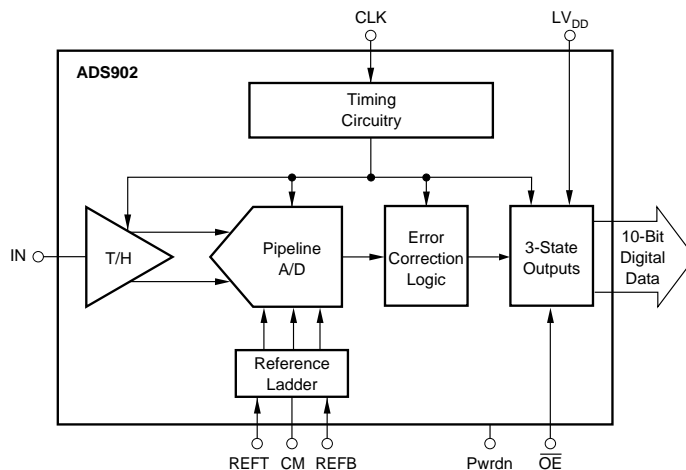 CLK
LVDD
ADS902
Timing
Circuitry
IN
T/H
Pipeline
A/D
Error
Correction
Logic
3-State
Outputs
10-Bit
Digital
Data
Reference
Ladder
REFT
CM
REFB
Pwrdn
O̅E̅